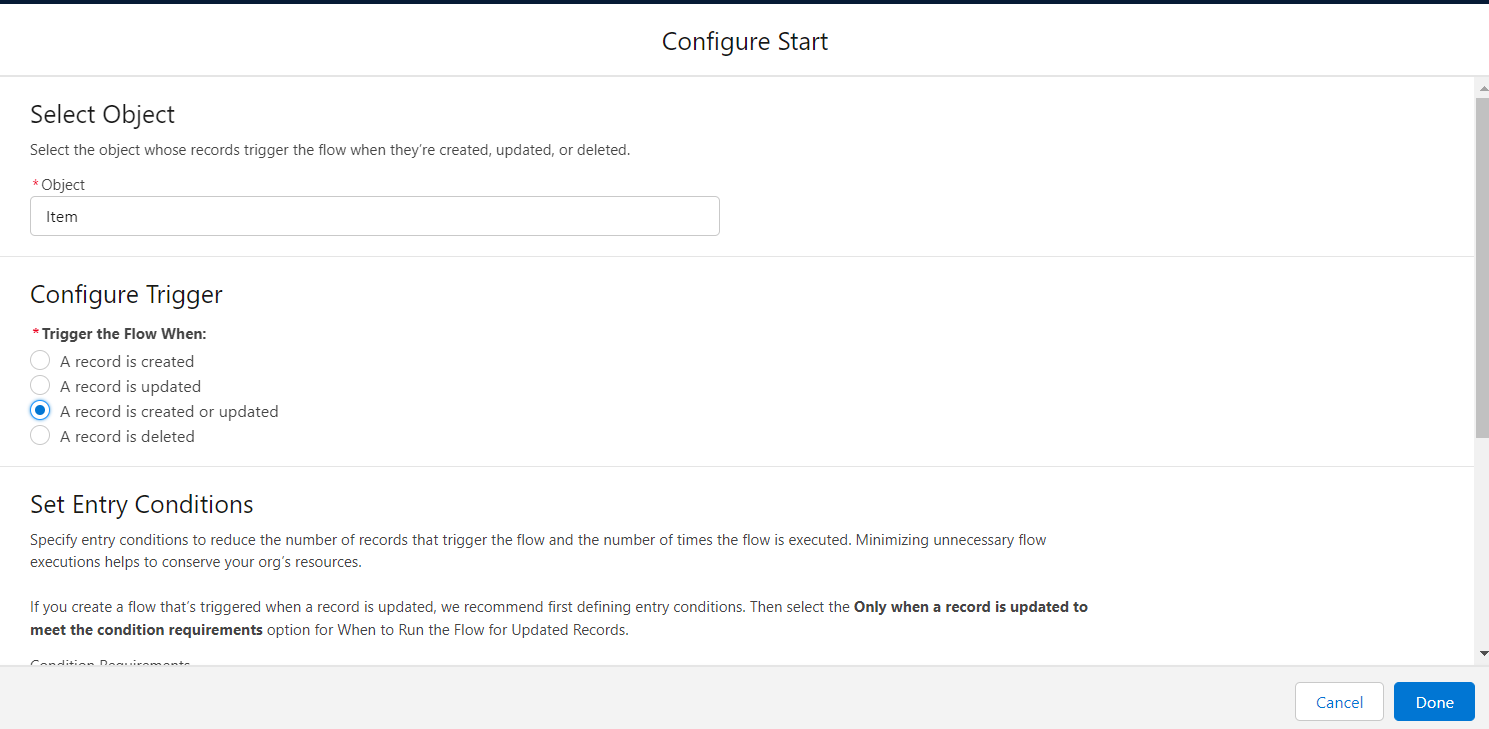 Configure Start
Select Object
Select the object whose records trigger the flow when they're created, updated, or deleted.
* Object
Item
Configure Trigger
* Trigger the Flow When:
A record is created
A record is updated
A record is created or updated
A record is deleted
Set Entry Conditions
Specify entry conditions to reduce the number of records that trigger the flow and the number of times the flow is executed. Minimizing unnecessary flow
executions helps to conserve your org's resources.
If you create a flow that's triggered when a record is updated, we recommend first defining entry conditions. Then select the Only when a record is updated to
meet the condition requirements option for When to Run the Flow for Updated Records.
Condition Requirements
Cancel Done